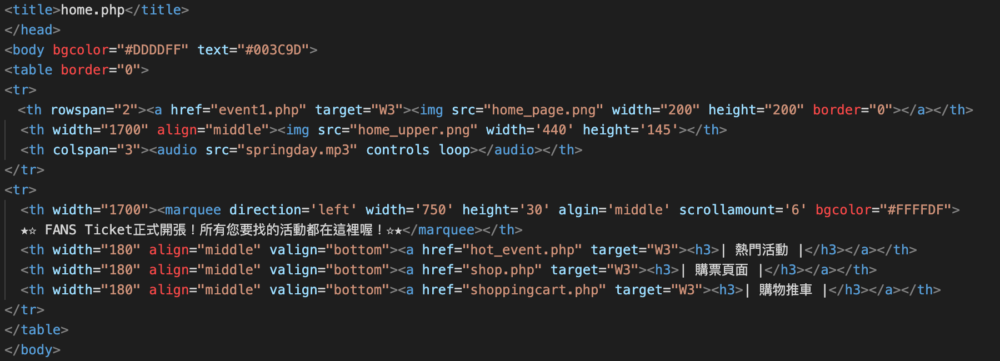 <title>home.php</title>
</head>
<body bgcolor="#DDDDFF" text="#003C9D">
<table border="0">
<tr>
<th rowspan="2"><a href="event1.php" target="W3"><img src="home_page.png" width="200" height="200" border="0"></a></th>
<th width="1700" align="middle"><img src="home_upper.png" width='440' height='145'></th>
<th colspan="3"><audio src="springday.mp3" controls loop></audio></th>
</tr>
<tr>
<th width="1700"><marquee direction='left' width='750' height='30' algin='middle' scrollamount='6' bgcolor="#FFFFDF">
★☆ FANS Ticket正式開張！所有您要找的活動都在這裡喔！☆★</marquee></th>
<th width="180" align="middle" valign="bottom"><a href="hot_event.php" target="W3"><h3>| 熱門活動 |</h3></a></th>
<th width="180" align="middle" valign="bottom"><a href="shop.php" target="W3"><h3>| 購票頁面 |</h3></a></th>
<th width="180" align="middle" valign="bottom"><a href="shoppingcart.php" target="W3"><h3>| 購物推車 |</h3></a></th>
</tr>
</table>
</body>